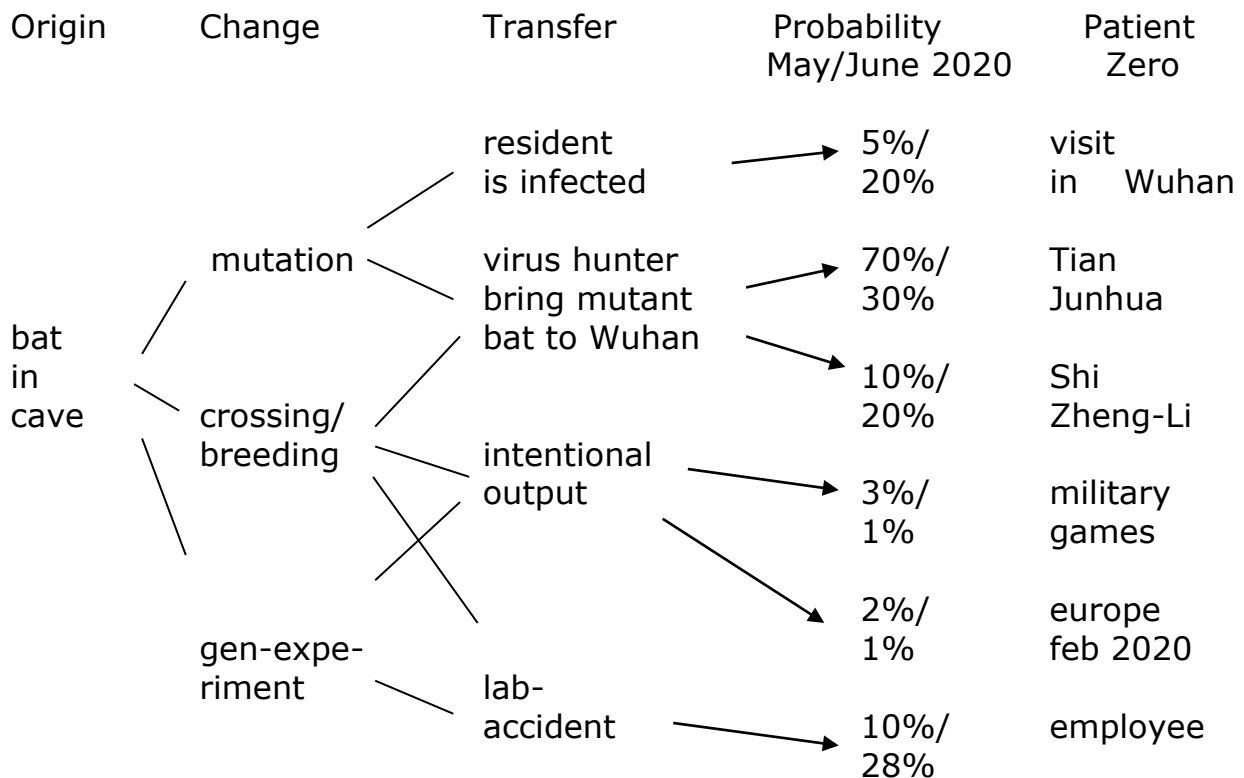 Origin Change Transfer Probability Patient
May/June 2020 Zero
resident 5%/ visit
is infected 20% in Wuhan
mutation virus hunter 70%/ Tian
bring mutant 30% Junhua
bat bat to Wuhan
in 10%/ Shi
cave crossing/ 20% Zheng-Li
breeding intentional
output 3%/ military
1% games
2%/ europe
gen-expe- 1% feb 2020
riment lab-
accident 10%/ employee
28%